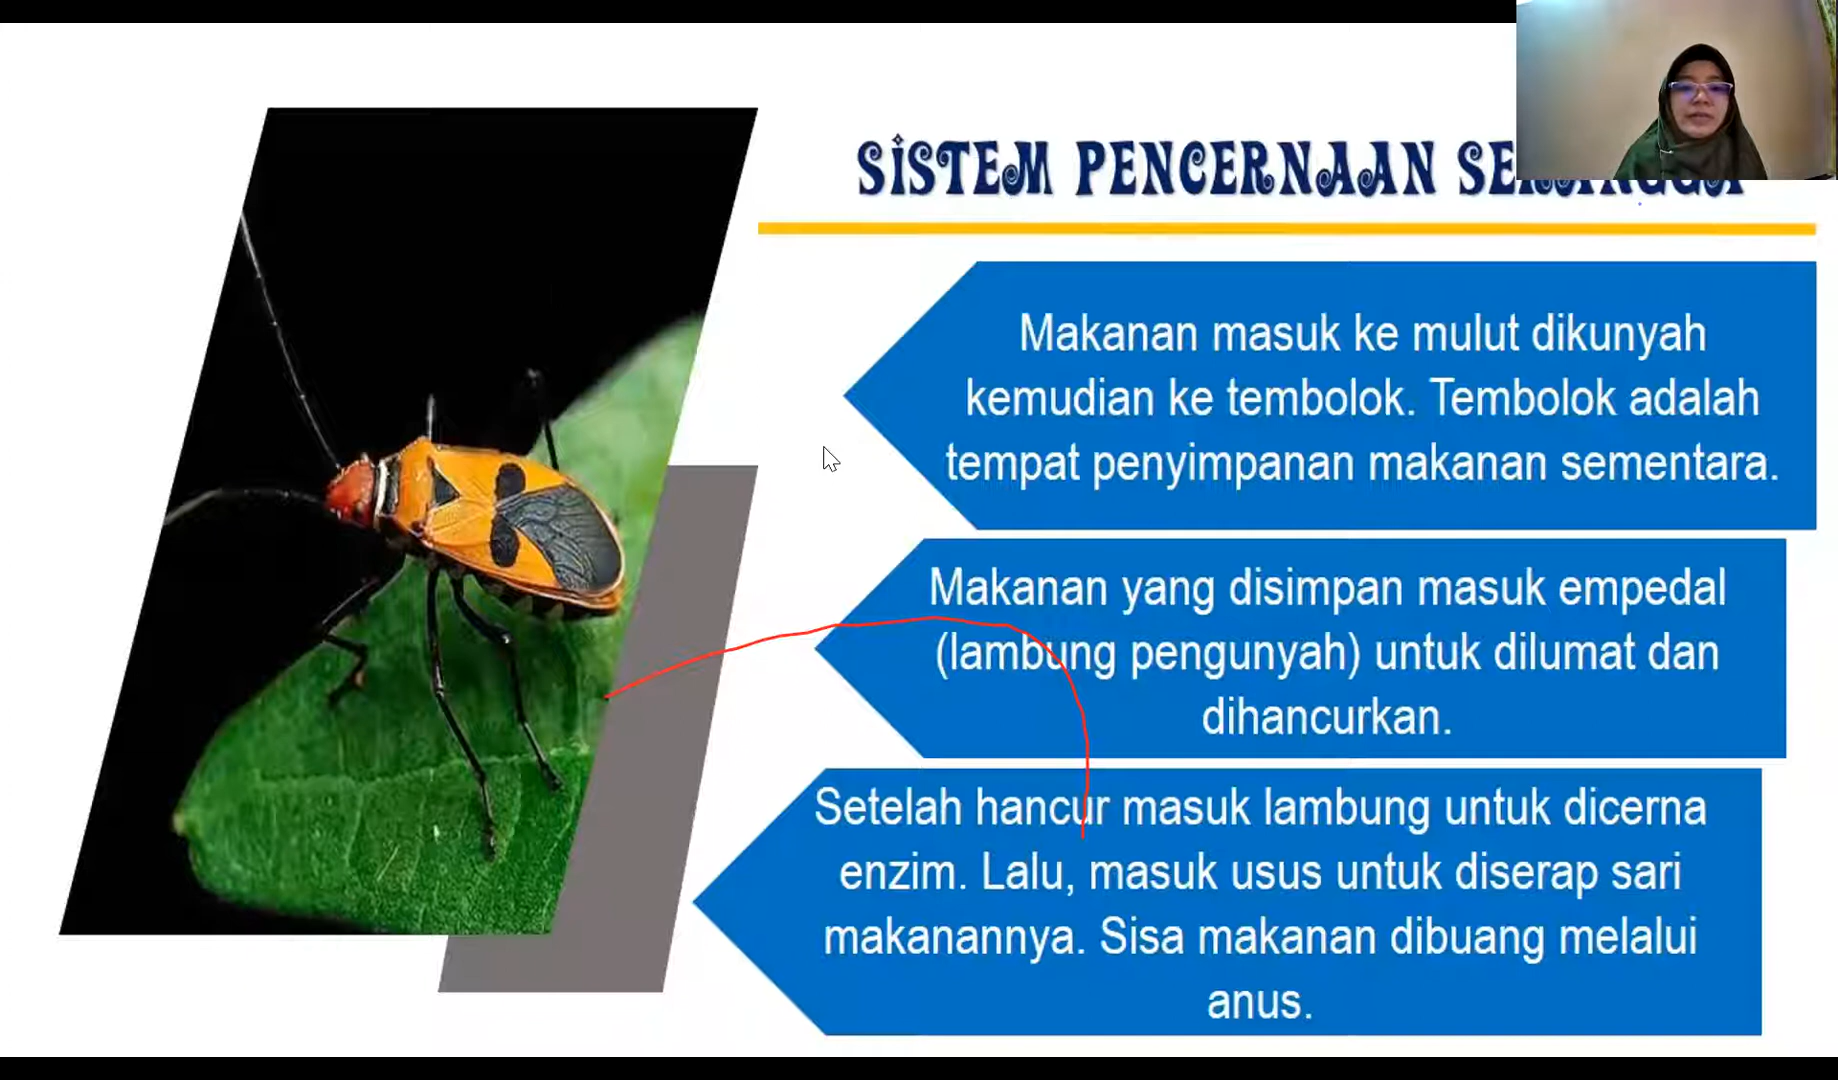 SISTEM PENCERNAAN SERANGGA
Makanan masuk ke mulut dikunyah
kemudian ke tembolok. Tembolok adalah
tempat penyimpanan makanan sementara.
Makanan yang disimpan masuk empedal
(lambung pengunyah) untuk dilumat dan
dihancurkan.
Setelah hancur masuk lambung untuk dicerna
enzim. Lalu, masuk usus untuk diserap sari
makanannya. Sisa makanan dibuang melalui
anus.